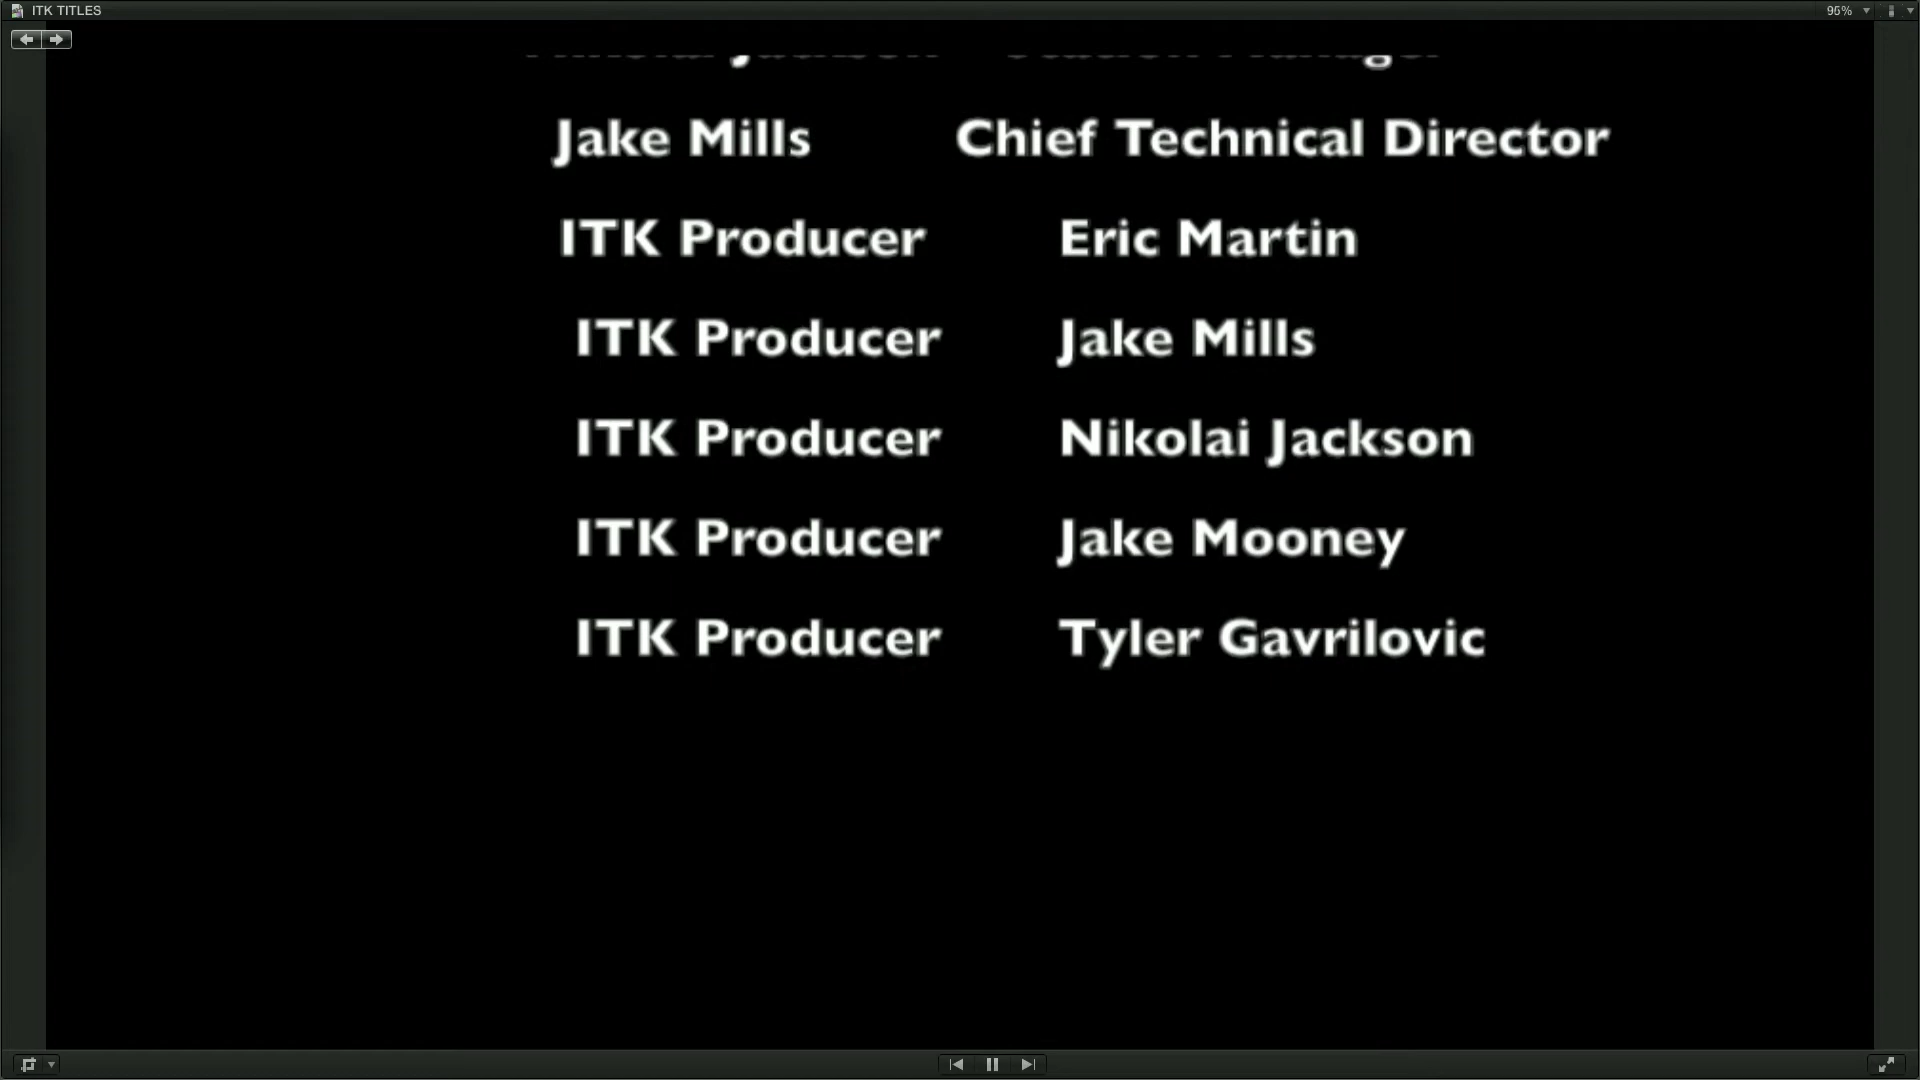 ITK TITLES
95%
Jake Mills Chief Technical Director
ITK Producer Eric Martin
ITK Producer Jake Mills
ITK Producer Nikolai Jackson
ITK Producer Jake Mooney
ITK Producer Tyler Gavrilovic